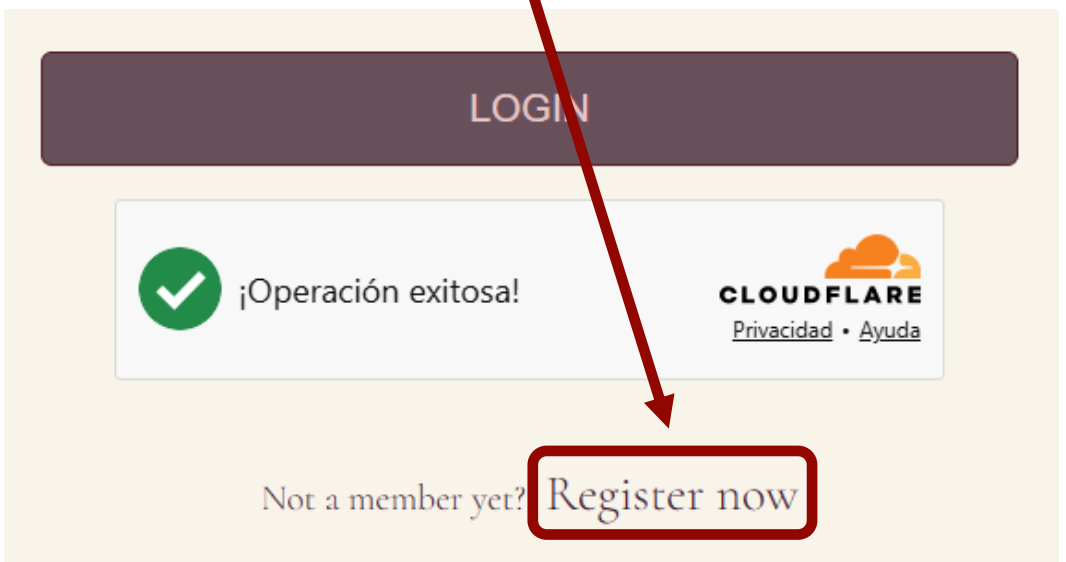 LOGIN
¡Operación exitosa!
CLOUDFLARE
Privacidad • Ayuda
Not a member yet? Register now